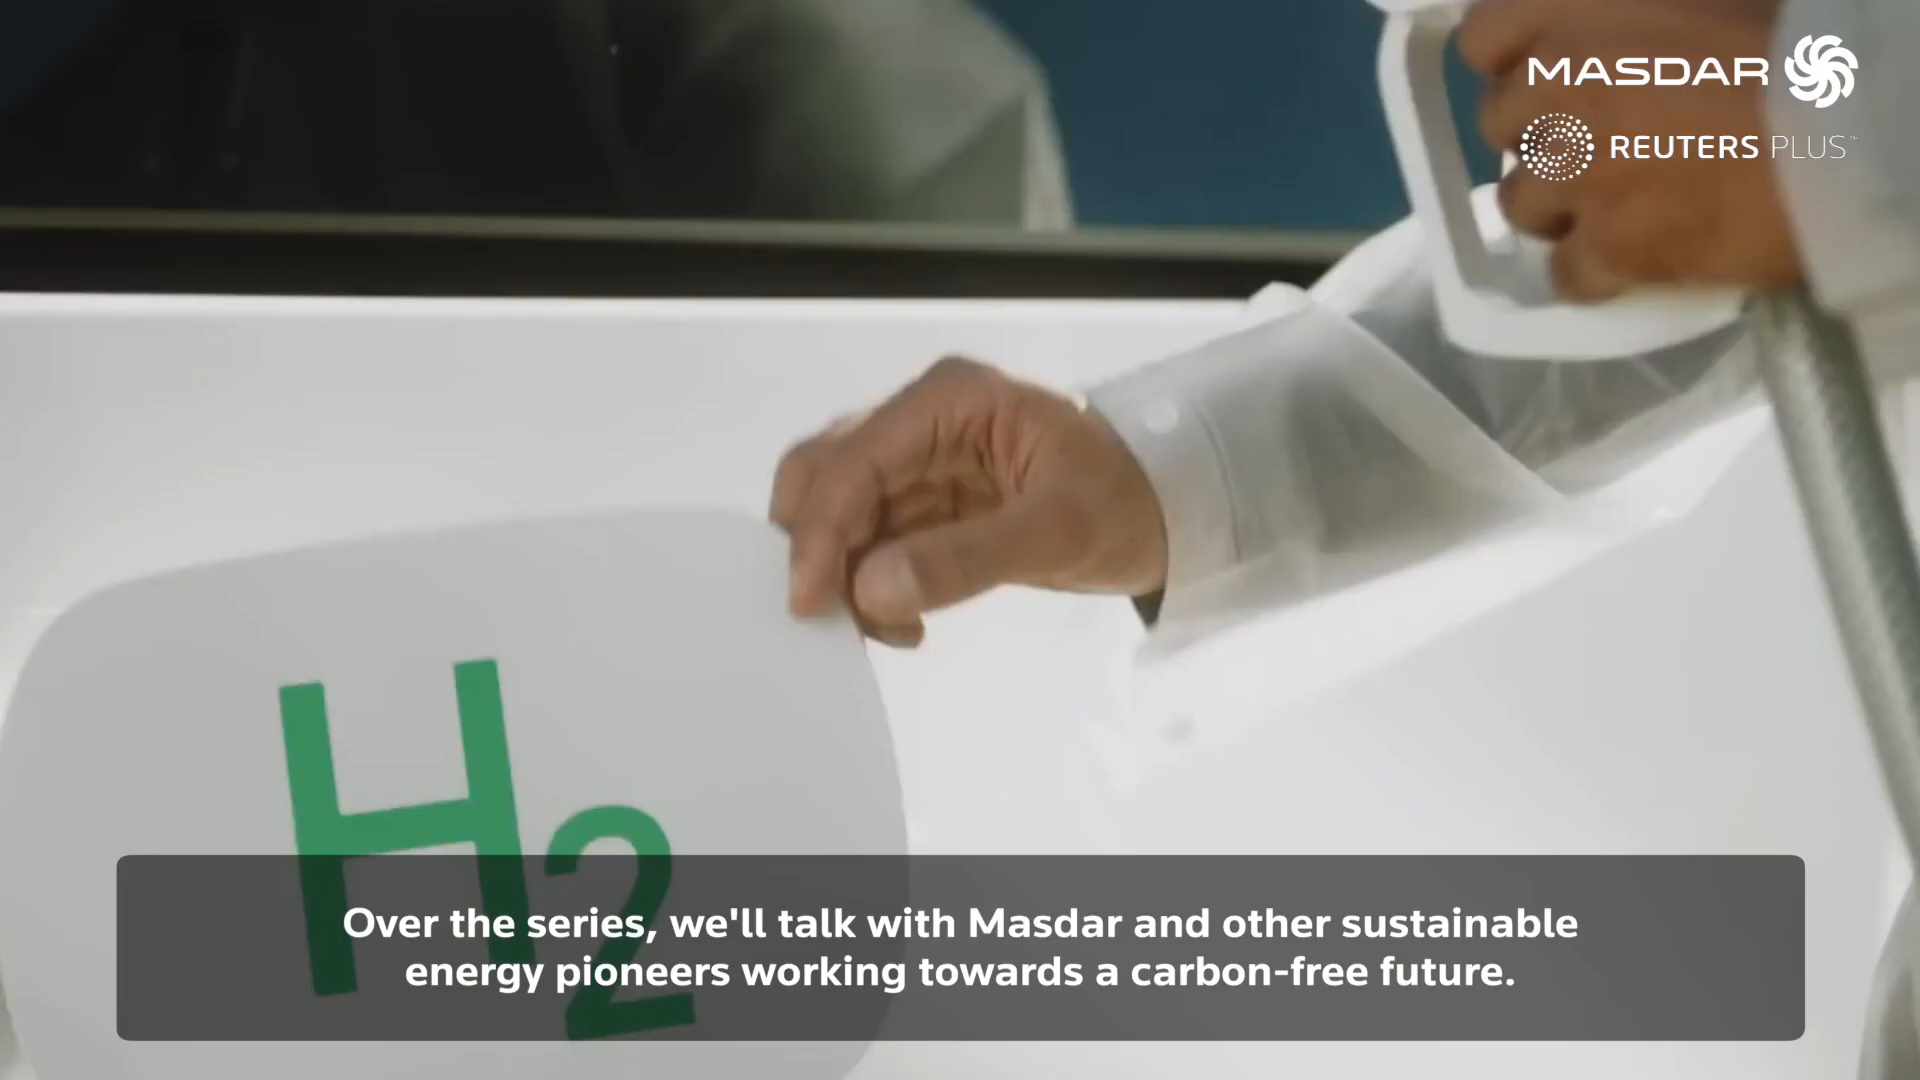 MASDAR
REUTERS PLUS™
H2
Over the series, we'll talk with Masdar and other sustainable
energy pioneers working towards a carbon-free future.